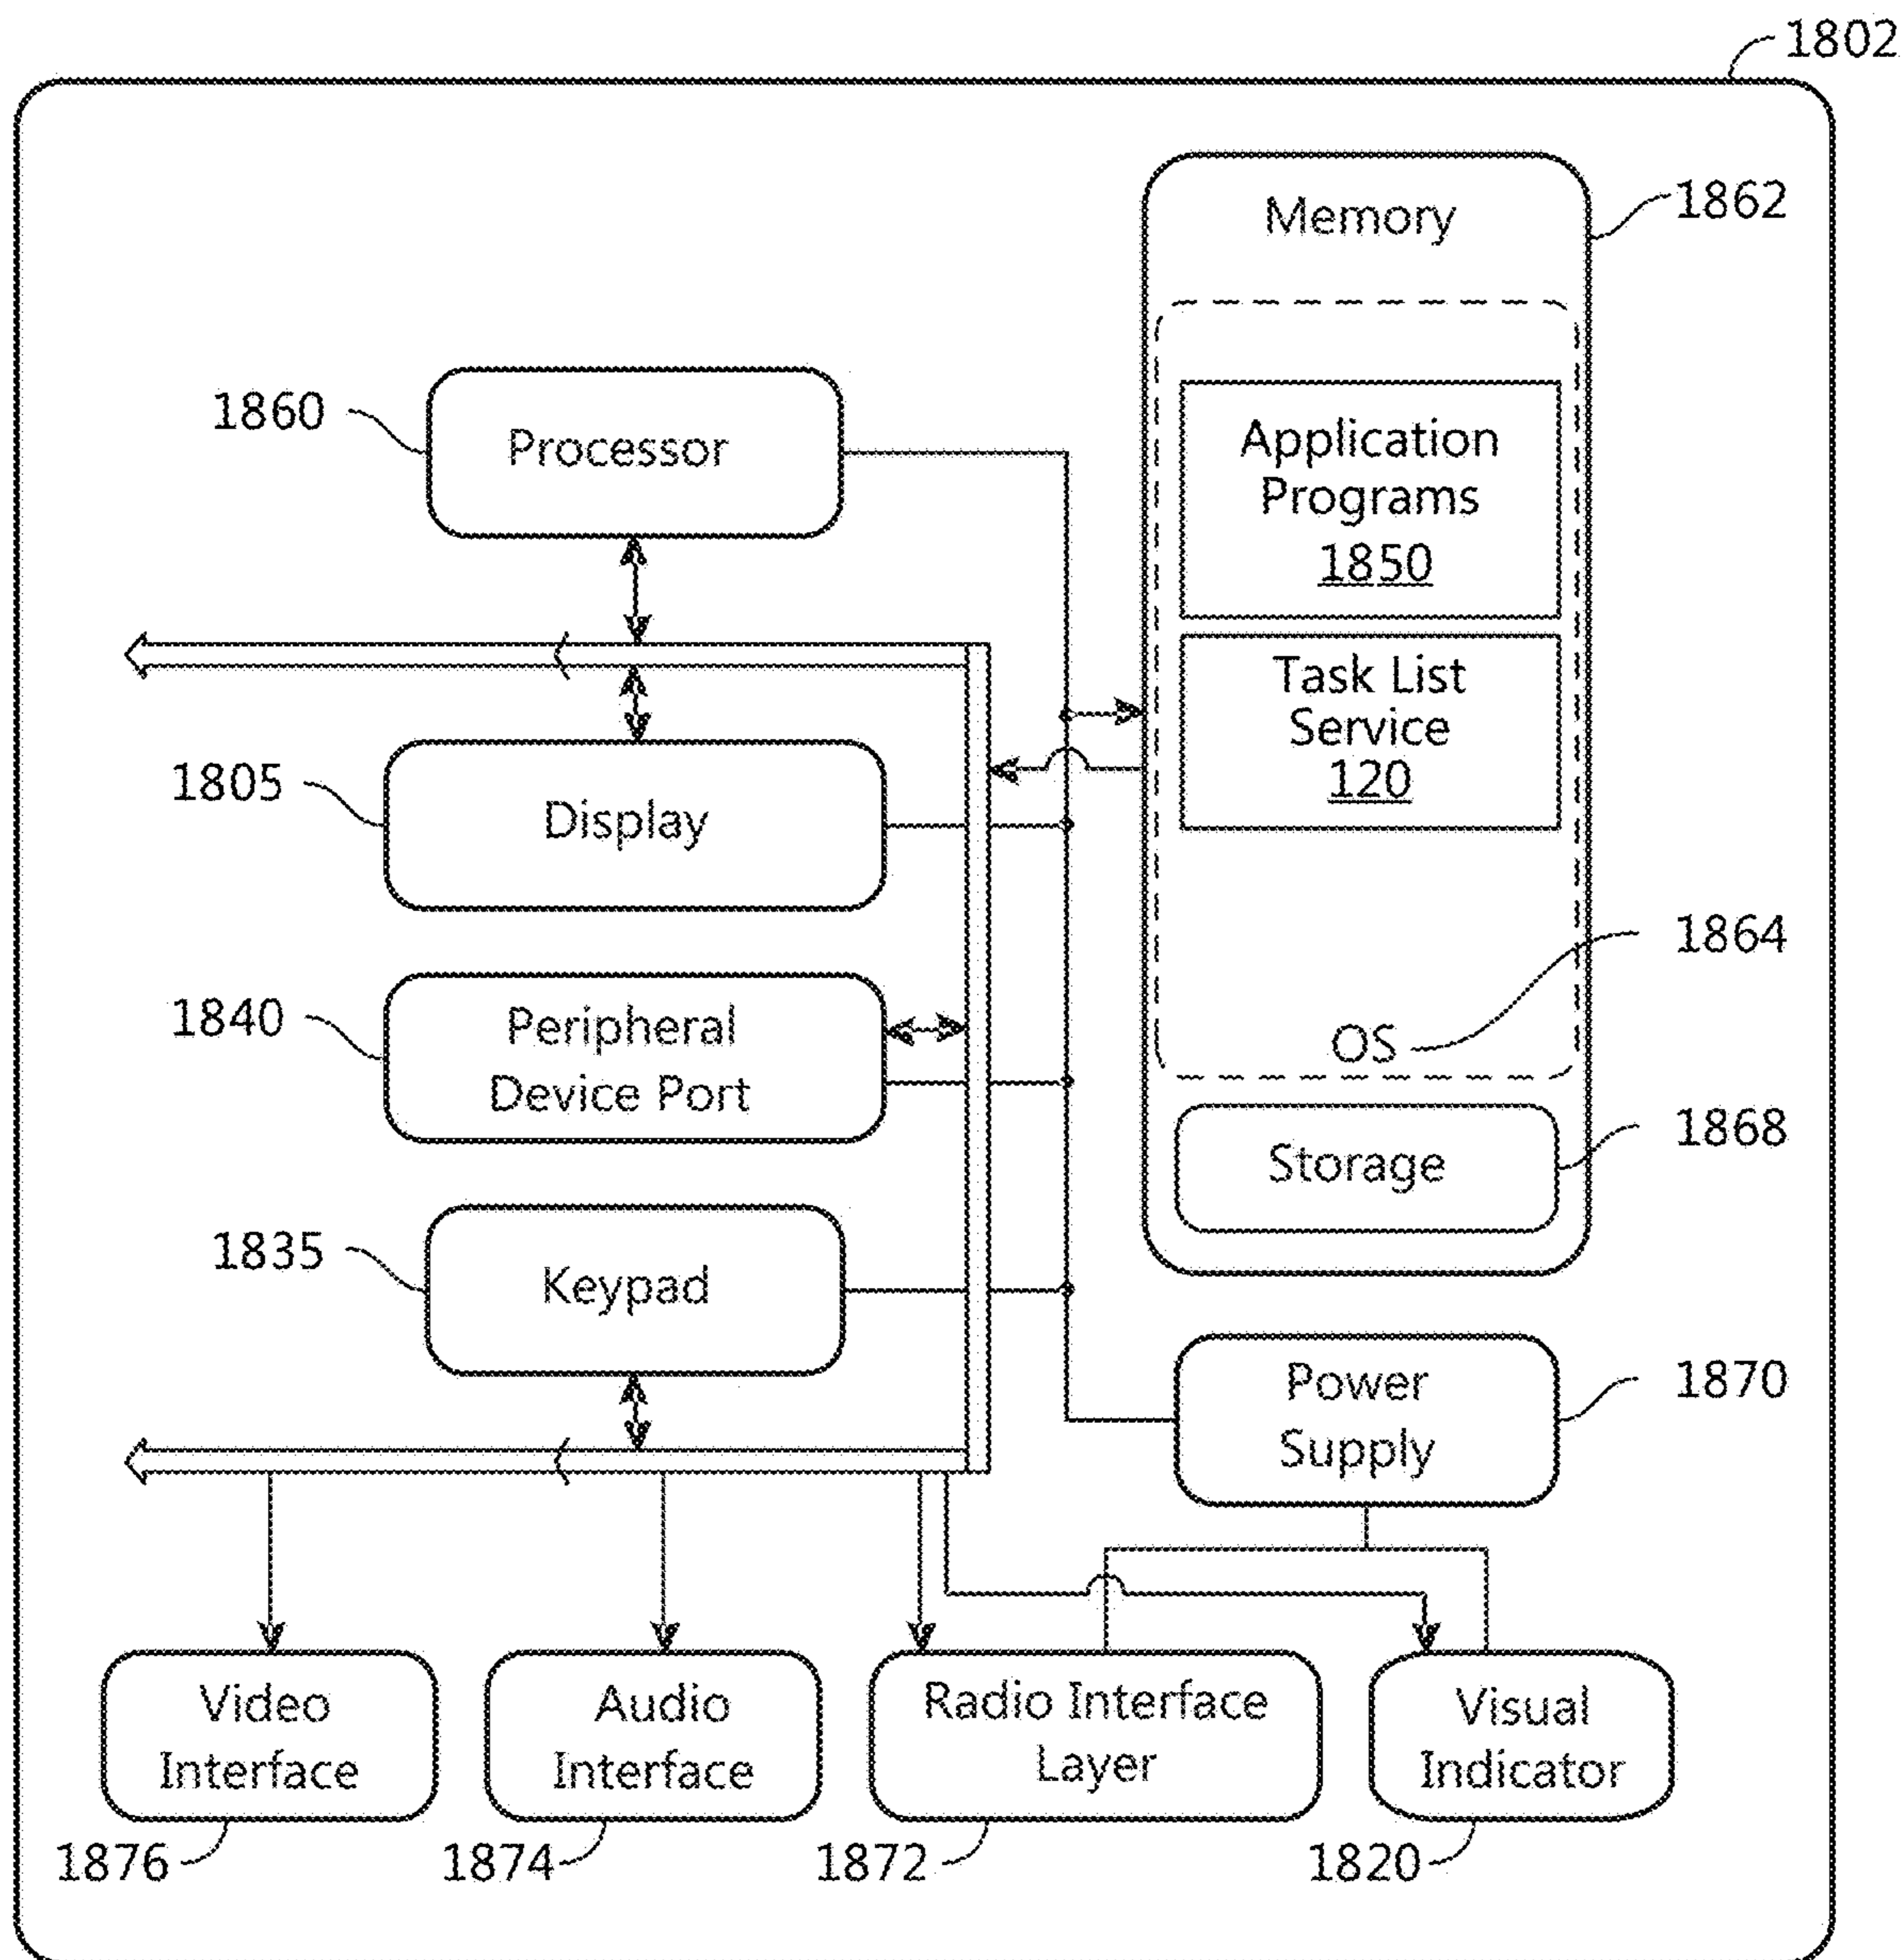 1802
Memory
1862
1860
Processor
Application
Programs
1850
Task List
Service
120
1805
Display
1864
1840
Peripheral
Device Port
OS
1868
Storage
1835
Keypad
Power
Supply
1870
Video
Interface
Audio
Interface
Radio Interface
Layer
Visual
Indicator
1876
1874
1872
1820